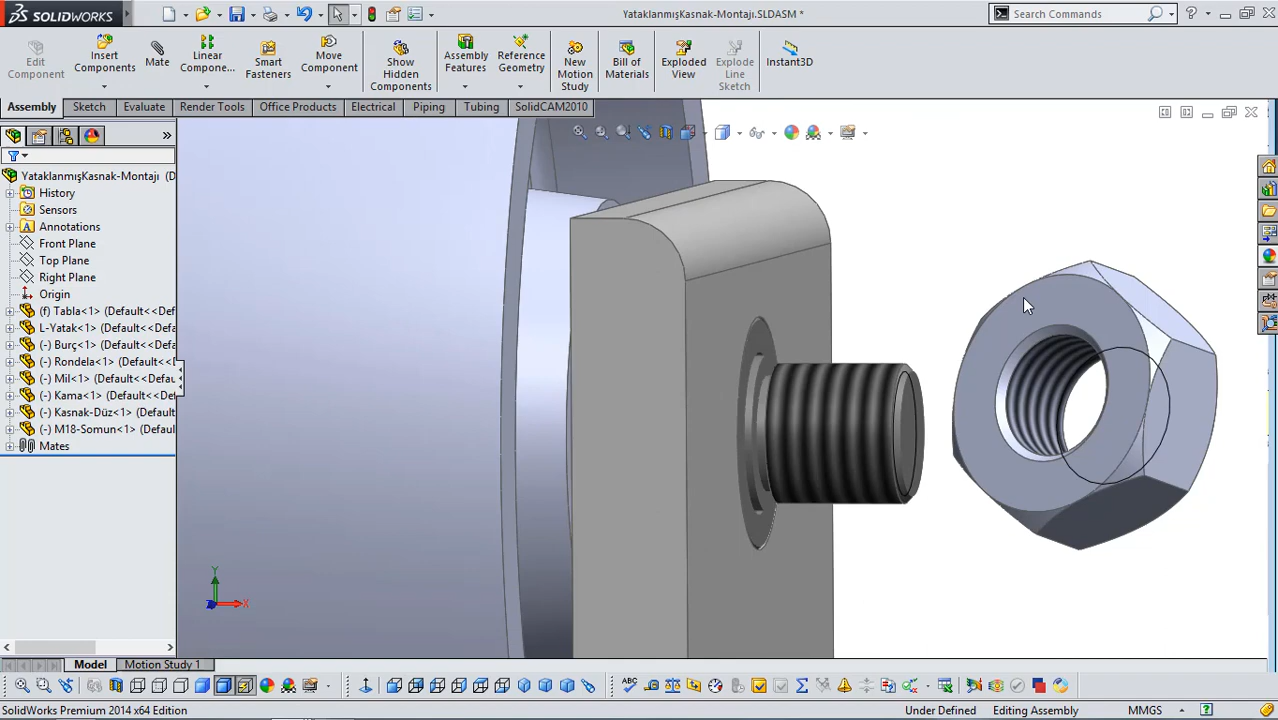 SOLIDWORKS
YataklanmışKasnak-Montajı.SLDASM *
Search Commands
Edit Component
Insert Components
Mate
Linear Compone...
Smart Fasteners
Move Component
Show Hidden Components
Assembly Features
Reference Geometry
New Motion Study
Bill of Materials
Exploded View
Explode Line Sketch
Instant3D
Assembly
Sketch
Evaluate
Render Tools
Office Products
Electrical
Piping
Tubing
SolidCAM2010
YataklanmışKasnak-Montajı (D
History
Sensors
Annotations
Front Plane
Top Plane
Right Plane
Origin
(f) Tabla<1> (Default<<Def
L-Yatak<1> (Default<<Defa
(-) Burç<1> (Default<<Defa
(-) Rondela<1> (Default<<D
(-) Mil<1> (Default<<Defau
(-) Kama<1> (Default<<De
(-) Kasnak-Düz<1> (Default
(-) M18-Somun<1> (Defaul
Mates
Y
X
Z
Model
Motion Study 1
SolidWorks Premium 2014 x64 Edition
Under Defined
Editing Assembly
MMGS